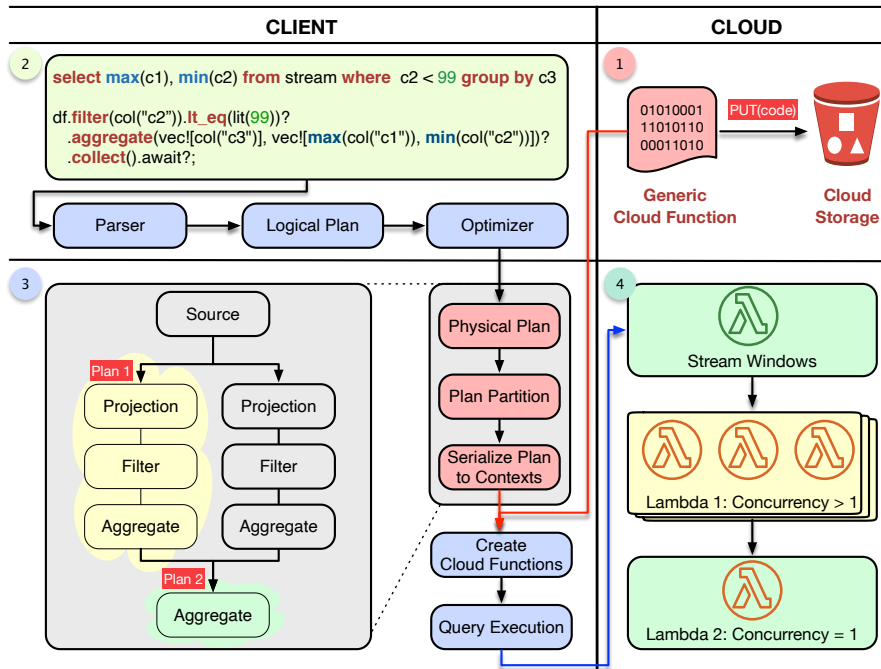 CLIENT
CLOUD
2
select max(c1), min(c2) from stream where c2 < 99 group by c3
df.filter(col("c2")).lt_eq(lit(99))?
.aggregate(vec![col("c3")], vec![max(col("c1")), min(col("c2"))])?
.collect().await?;
Parser
Logical Plan
Optimizer
1
01010001
11010110
00011010
PUT(code)
Generic
Cloud Function
Cloud
Storage
3
Source
Plan 1
Projection
Projection
Filter
Filter
Aggregate
Aggregate
Plan 2
Aggregate
Physical Plan
Plan Partition
Serialize Plan
to Contexts
Create
Cloud Functions
Query Execution
4
Stream Windows
Lambda 1: Concurrency > 1
Lambda 2: Concurrency = 1